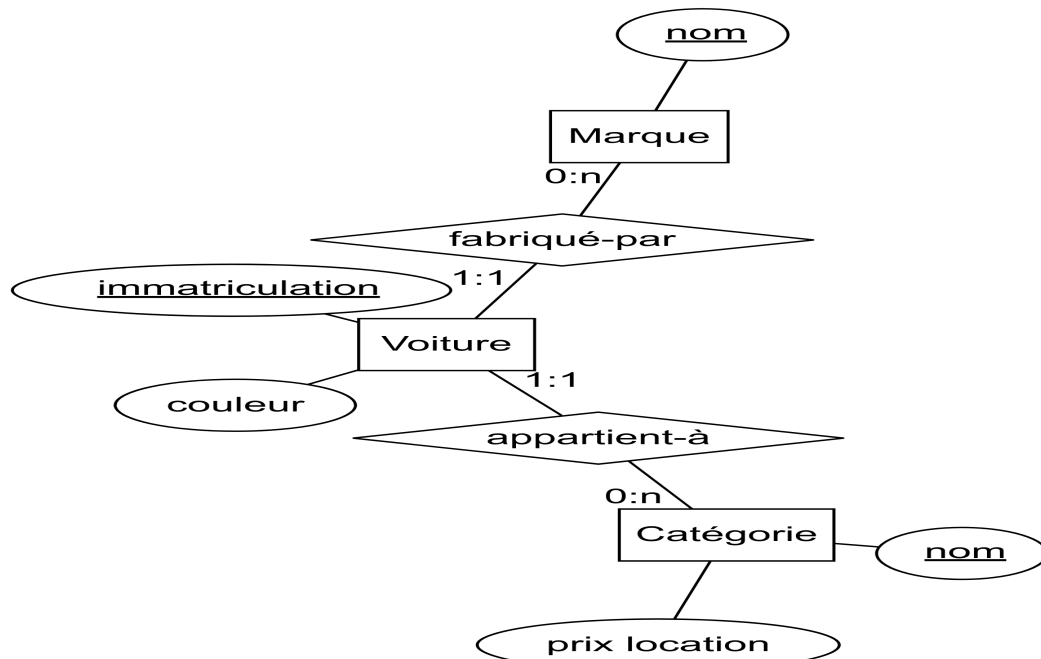 nom
Marque
0:n
fabriqué-par
1:1
immatriculation
Voiture
1:1
couleur
appartient-à
0:n
Catégorie
nom
prix location